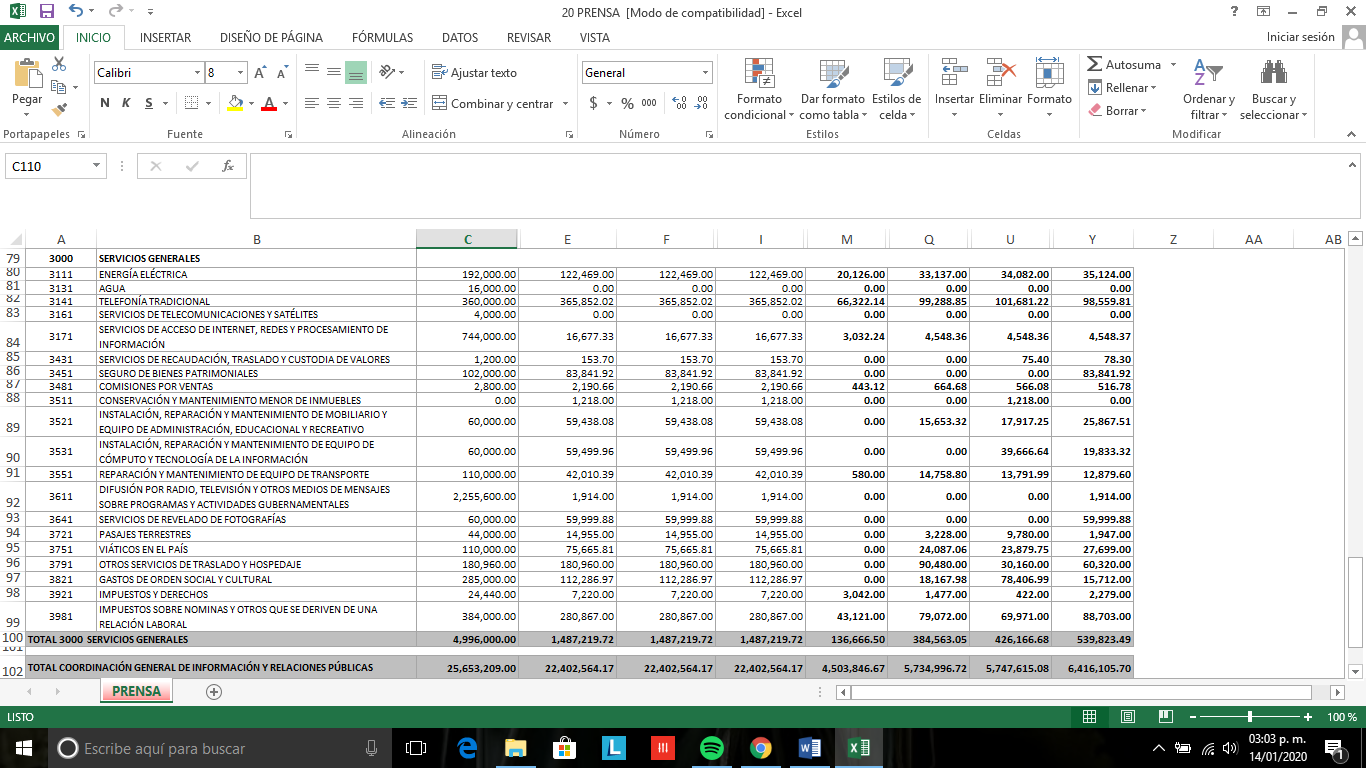 20 PRENSA [Modo de compatibilidad] - Excel
ARCHIVO INICIO INSERTAR DISEÑO DE PÁGINA FÓRMULAS DATOS REVISAR VISTA Iniciar sesión
Pegar
Calibri 8
N K S
Ajustar texto
Combinar y centrar
General
$ % 000
Formato condicional
Dar formato como tabla
Estilos de celda
Insertar Eliminar Formato
Autosuma
Rellenar
Borrar
Ordenar y filtrar
Buscar y seleccionar
Portapapeles Fuente Alineación Número Estilos Celdas Modificar
C110 fx
A B C E F I M Q U Y Z AA AB
79 3000 SERVICIOS GENERALES
80 3111 ENERGÍA ELÉCTRICA 192,000.00 122,469.00 122,469.00 122,469.00 20,126.00 33,137.00 34,082.00 35,124.00
81 3131 AGUA 16,000.00 0.00 0.00 0.00 0.00 0.00 0.00 0.00
82 3141 TELEFONÍA TRADICIONAL 360,000.00 365,852.02 365,852.02 365,852.02 66,322.14 99,288.85 101,681.22 98,559.81
83 3161 SERVICIOS DE TELECOMUNICACIONES Y SATÉLITES 4,000.00 0.00 0.00 0.00 0.00 0.00 0.00 0.00
84 3171 SERVICIOS DE ACCESO DE INTERNET, REDES Y PROCESAMIENTO DE INFORMACIÓN 744,000.00 16,677.33 16,677.33 16,677.33 3,032.24 4,548.36 4,548.36 4,548.37
85 3431 SERVICIOS DE RECAUDACIÓN, TRASLADO Y CUSTODIA DE VALORES 1,200.00 153.70 153.70 153.70 0.00 0.00 75.40 78.30
86 3451 SEGURO DE BIENES PATRIMONIALES 102,000.00 83,841.92 83,841.92 83,841.92 0.00 0.00 0.00 83,841.92
87 3481 COMISIONES POR VENTAS 2,800.00 2,190.66 2,190.66 2,190.66 443.12 664.68 566.08 516.78
88 3511 CONSERVACIÓN Y MANTENIMIENTO MENOR DE INMUEBLES 0.00 1,218.00 1,218.00 1,218.00 0.00 0.00 1,218.00 0.00
89 3521 INSTALACIÓN, REPARACIÓN Y MANTENIMIENTO DE MOBILIARIO Y EQUIPO DE ADMINISTRACIÓN, EDUCACIONAL Y RECREATIVO 60,000.00 59,438.08 59,438.08 59,438.08 0.00 15,653.32 17,917.25 25,867.51
90 3531 INSTALACIÓN, REPARACIÓN Y MANTENIMIENTO DE EQUIPO DE CÓMPUTO Y TECNOLOGÍA DE LA INFORMACIÓN 60,000.00 59,499.96 59,499.96 59,499.96 0.00 0.00 39,666.64 19,833.32
91 3551 REPARACIÓN Y MANTENIMIENTO DE EQUIPO DE TRANSPORTE 110,000.00 42,010.39 42,010.39 42,010.39 580.00 14,758.80 13,791.99 12,879.60
92 3611 DIFUSIÓN POR RADIO, TELEVISIÓN Y OTROS MEDIOS DE MENSAJES SOBRE PROGRAMAS Y ACTIVIDADES GUBERNAMENTALES 2,255,600.00 1,914.00 1,914.00 1,914.00 0.00 0.00 0.00 1,914.00
93 3641 SERVICIOS DE REVELADO DE FOTOGRAFÍAS 60,000.00 59,999.88 59,999.88 59,999.88 0.00 0.00 0.00 59,999.88
94 3721 PASAJES TERRESTRES 44,000.00 14,955.00 14,955.00 14,955.00 0.00 3,228.00 9,780.00 1,947.00
95 3751 VIÁTICOS EN EL PAÍS 110,000.00 75,665.81 75,665.81 75,665.81 0.00 24,087.06 23,879.75 27,699.00
96 3791 OTROS SERVICIOS DE TRASLADO Y HOSPEDAJE 180,960.00 180,960.00 180,960.00 180,960.00 0.00 90,480.00 30,160.00 60,320.00
97 3821 GASTOS DE ORDEN SOCIAL Y CULTURAL 285,000.00 112,286.97 112,286.97 112,286.97 0.00 18,167.98 78,406.99 15,712.00
98 3921 IMPUESTOS Y DERECHOS 24,440.00 7,220.00 7,220.00 7,220.00 3,042.00 1,477.00 422.00 2,279.00
99 3981 IMPUESTOS SOBRE NOMINAS Y OTROS QUE SE DERIVEN DE UNA RELACIÓN LABORAL 384,000.00 280,867.00 280,867.00 280,867.00 43,121.00 79,072.00 69,971.00 88,703.00
100 TOTAL 3000 SERVICIOS GENERALES 4,996,000.00 1,487,219.72 1,487,219.72 1,487,219.72 136,666.50 384,563.05 426,166.68 539,823.49
101
102 TOTAL COORDINACIÓN GENERAL DE INFORMACIÓN Y RELACIONES PÚBLICAS 25,653,209.00 22,402,564.17 22,402,564.17 22,402,564.17 4,503,846.67 5,734,996.72 5,747,615.08 6,416,105.70
PRENSA
LISTO 100 %
Escribe aquí para buscar
03:03 p. m.
14/01/2020
1